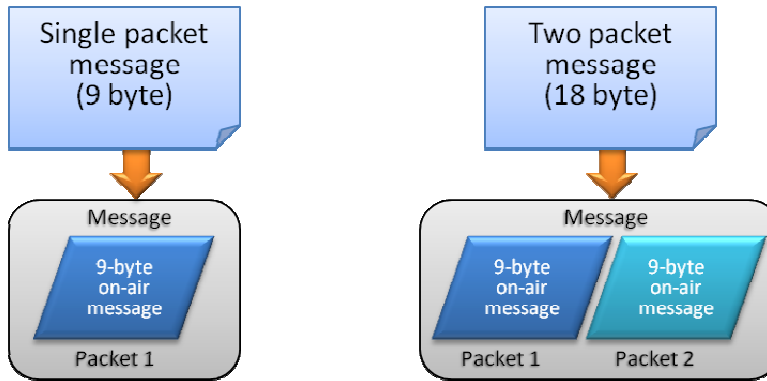 Single packet
message
(9 byte)
Message
9-byte
on-air
message
Packet 1
Two packet
message
(18 byte)
Message
9-byte
on-air
message
9-byte
on-air
message
Packet 1
Packet 2